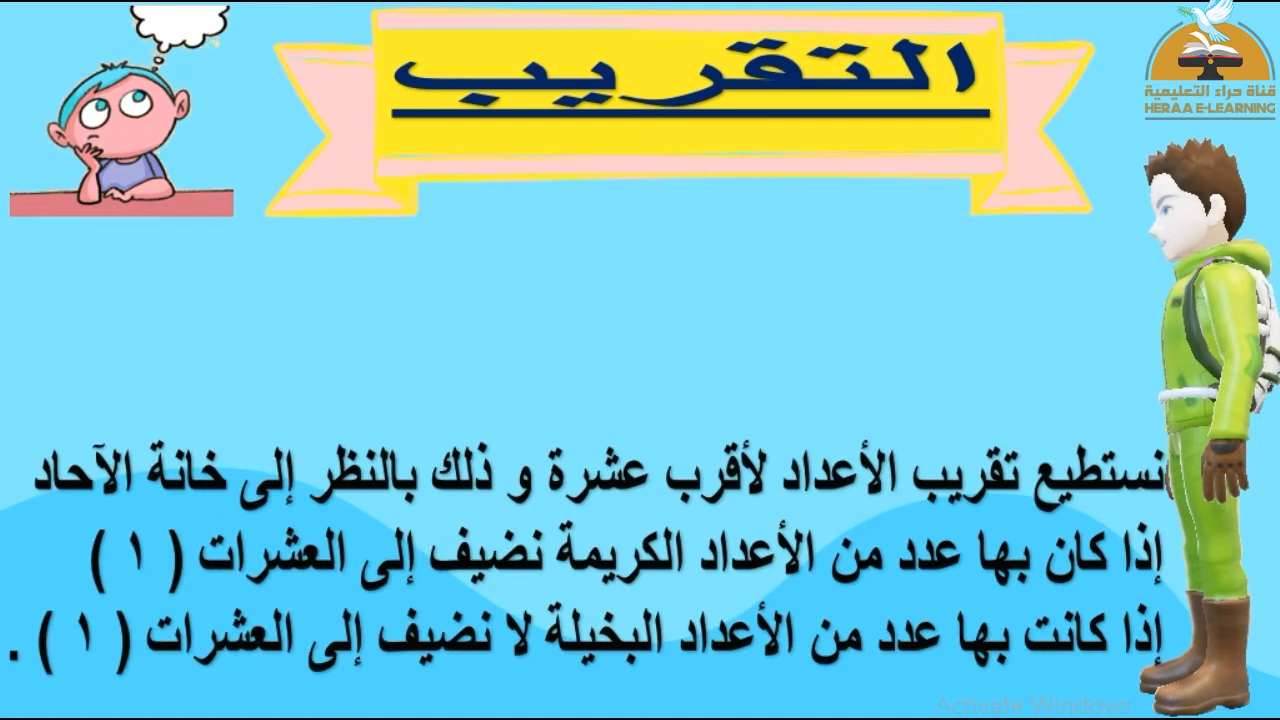 التقريب
قناة حراء التعليمية
HERAA E-LEARNING
نستطيع تقريب الأعداد لأقرب عشرة و ذلك بالنظر إلى خانة الآحاد
إذا كان بها عدد من الأعداد الكريمة نضيف إلى العشرات ( ١ )
إذا كانت بها عدد من الأعداد البخيلة لا نضيف إلى العشرات ( ١ ) .
Activate Windows